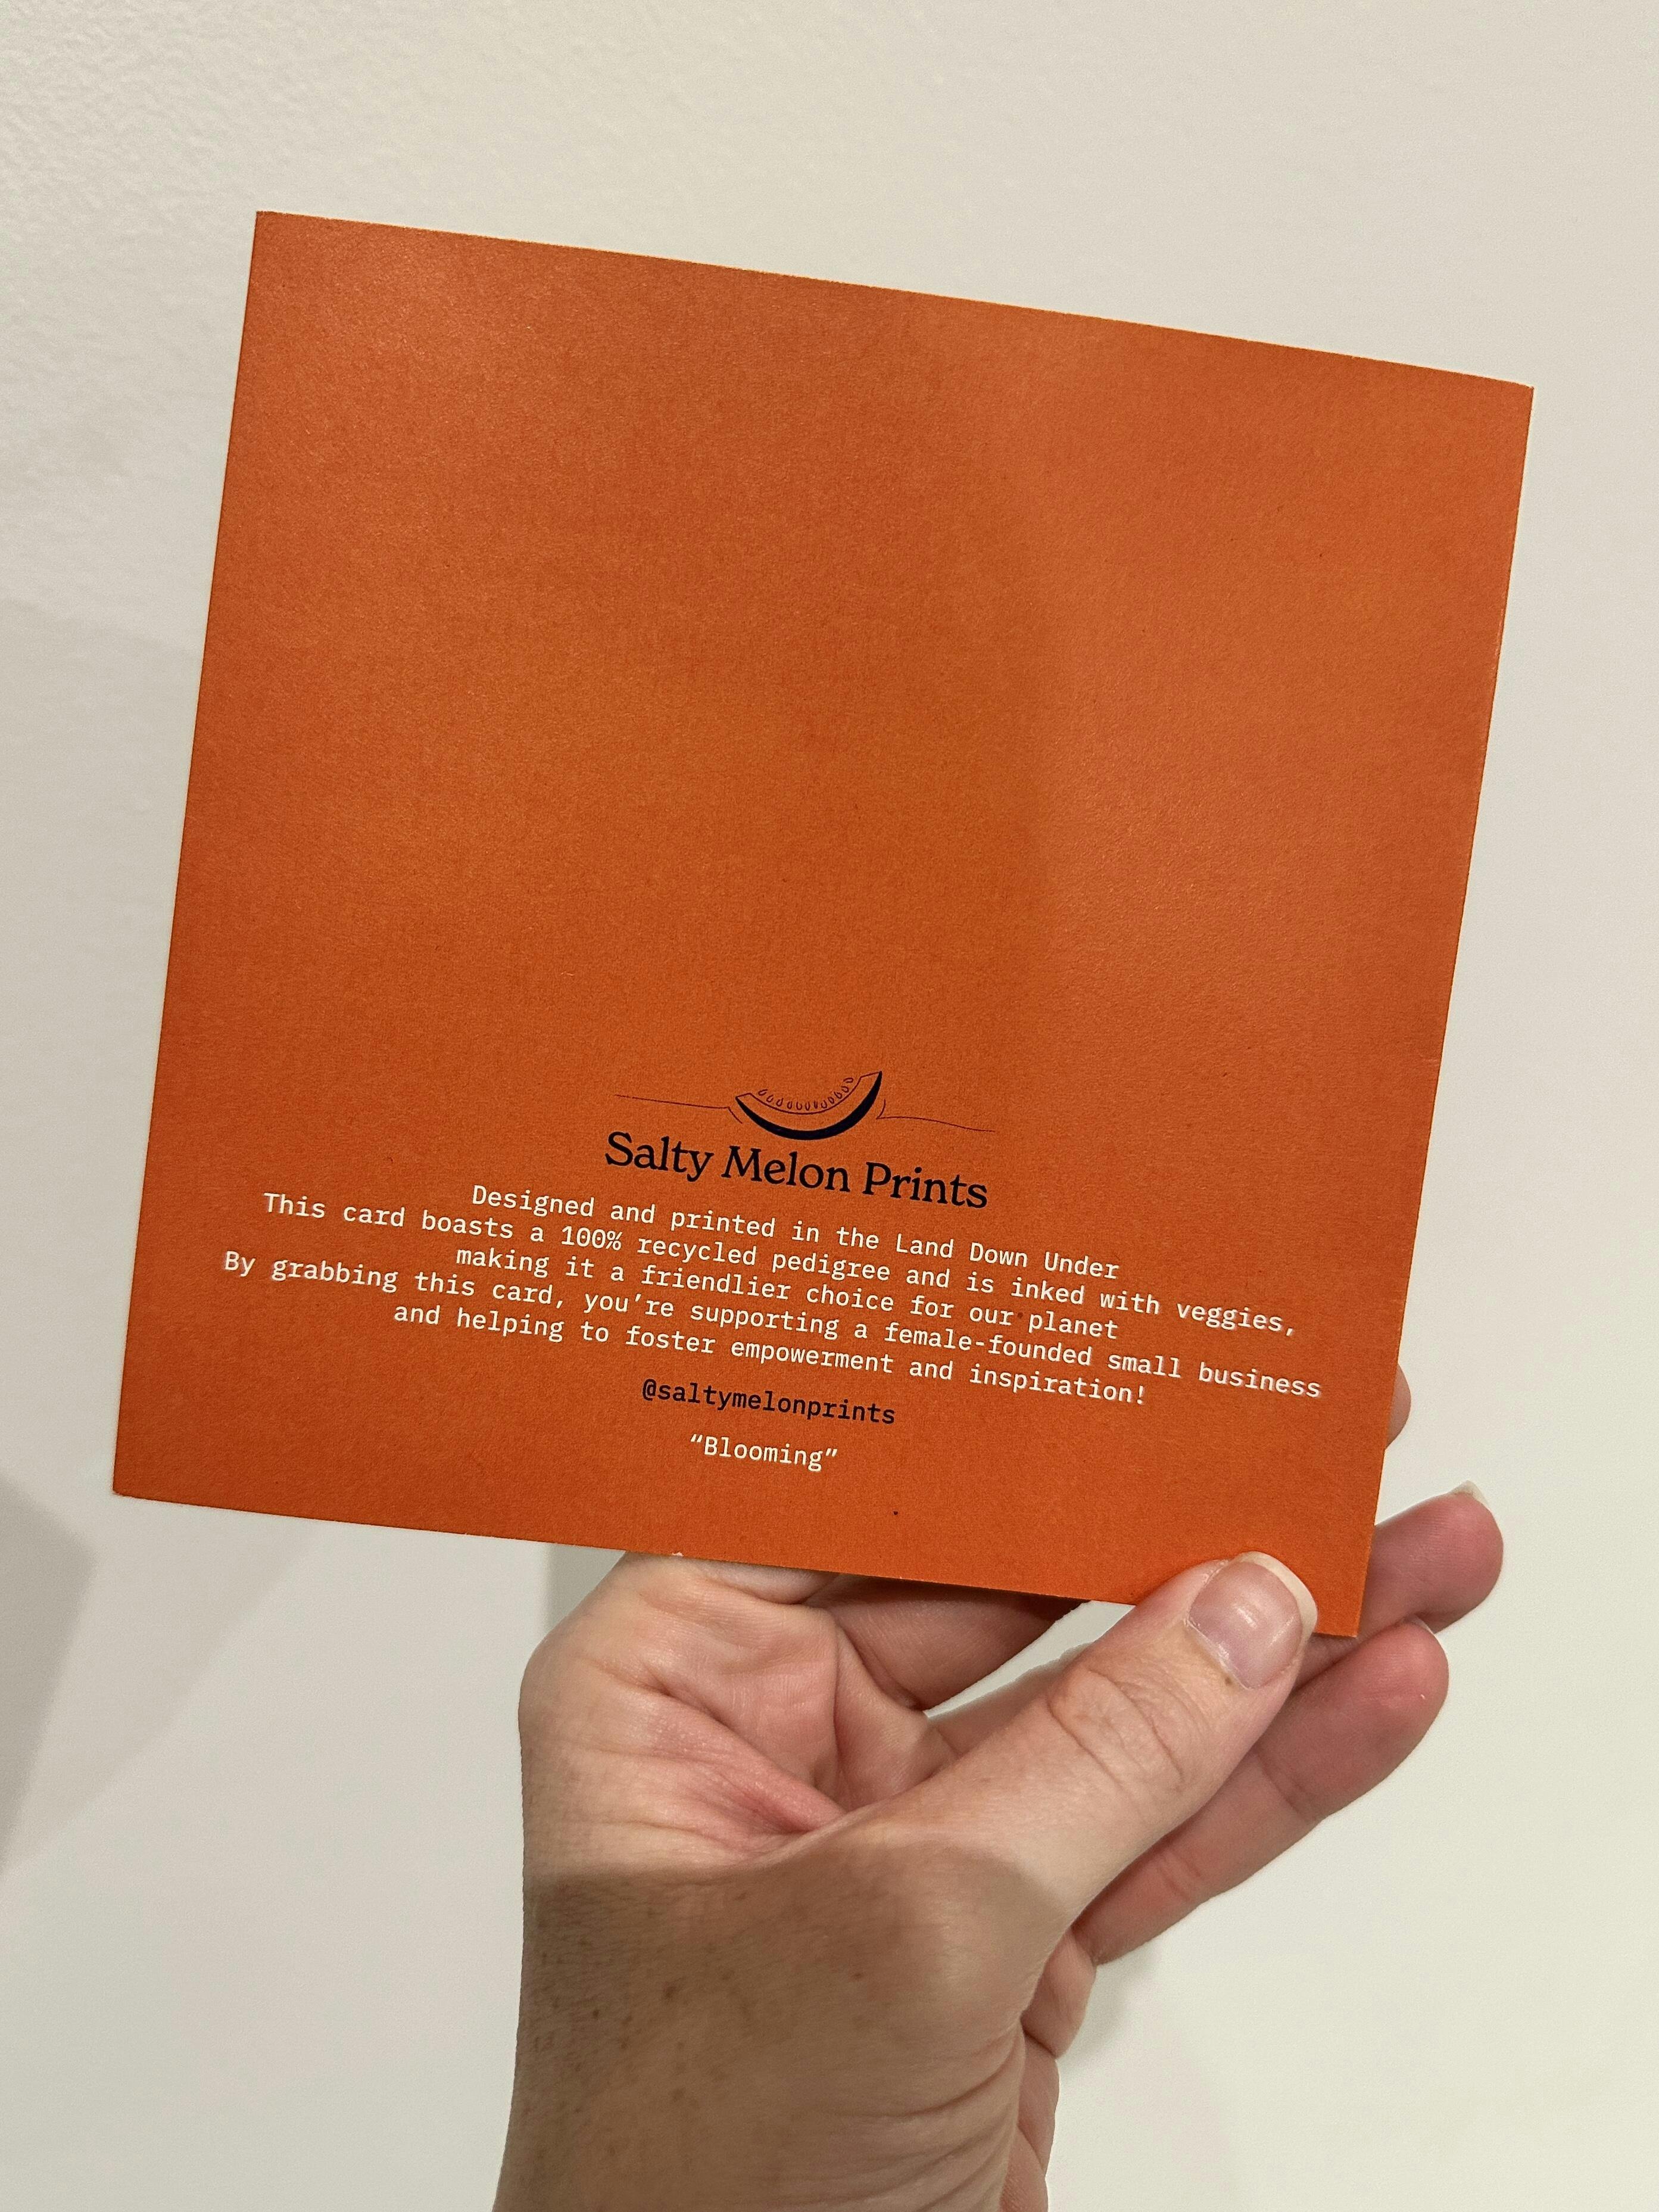 Salty Melon Prints
Designed and printed in the Land Down Under
This card boasts a 100% recycled pedigree and is inked with veggies,
making it a friendlier choice for our planet
By grabbing this card, you’re supporting a female-founded small business
and helping to foster empowerment and inspiration!
@saltymelonprints
“Blooming”